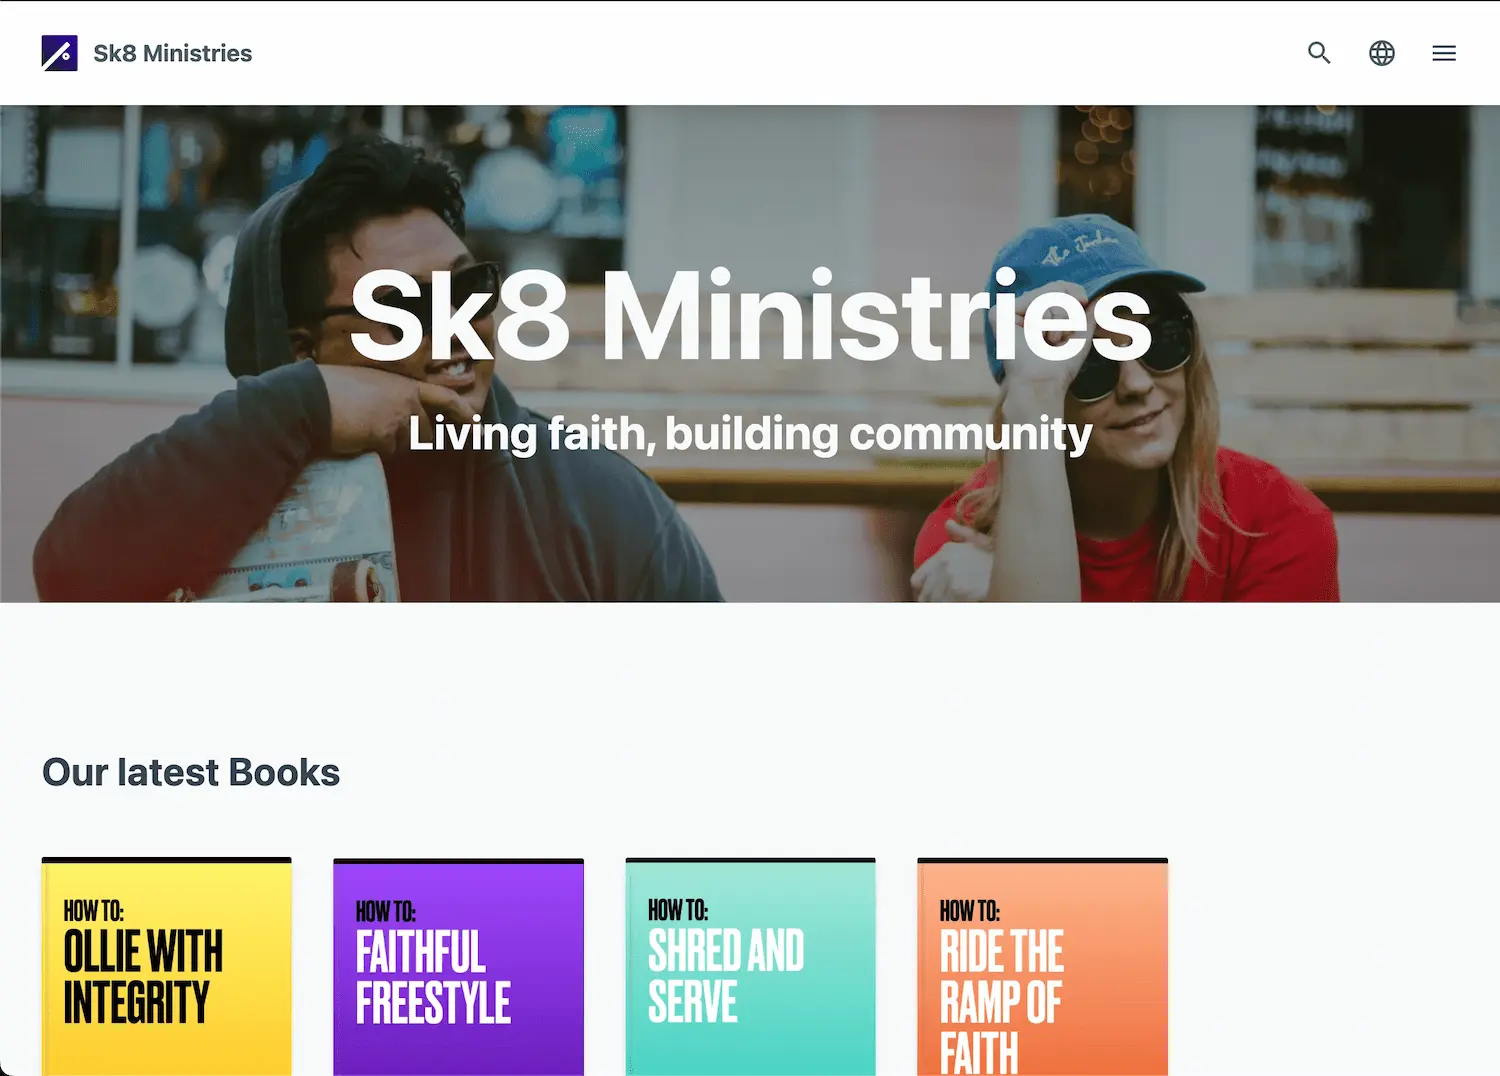 Sk8 Ministries
Sk8 Ministries
Living faith, building community
Our latest Books
HOW TO:
OLLIE WITH
INTEGRITY
HOW TO:
FAITHFUL
FREESTYLE
HOW TO:
SHRED AND
SERVE
HOW TO:
RIDE THE
RAMP OF
FAITH